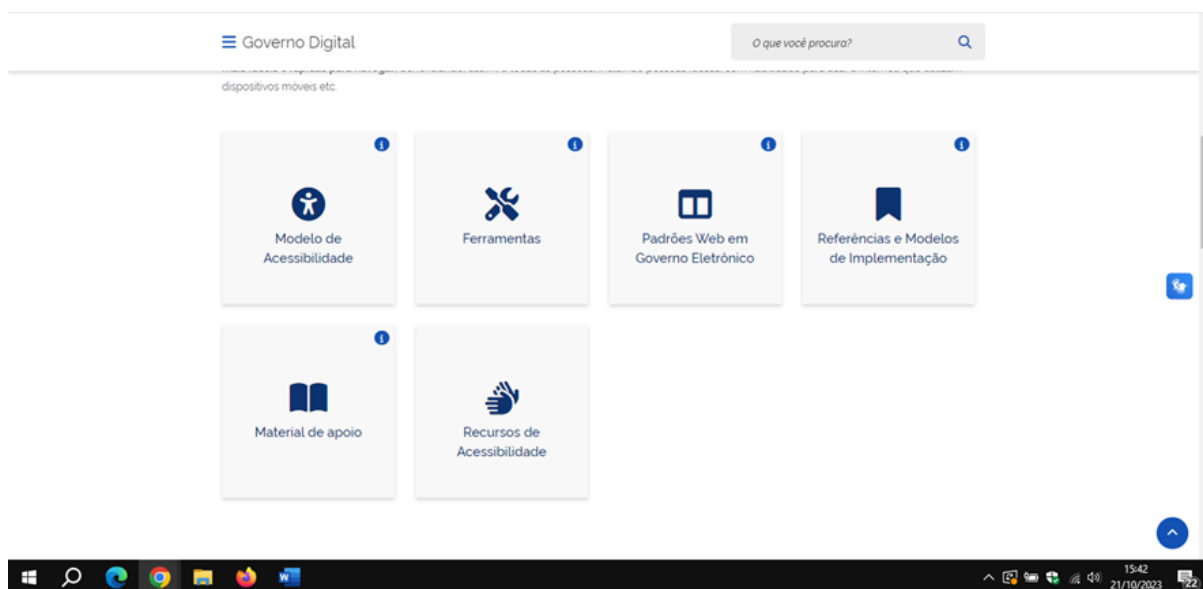 Governo Digital
O que você procura?
dispositivos móveis etc.
Modelo de
Acessibilidade
Ferramentas
Padrões Web em
Governo Eletrônico
Referências e Modelos
de Implementação
Material de apoio
Recursos de
Acessibilidade
15:42
21/10/2023
22